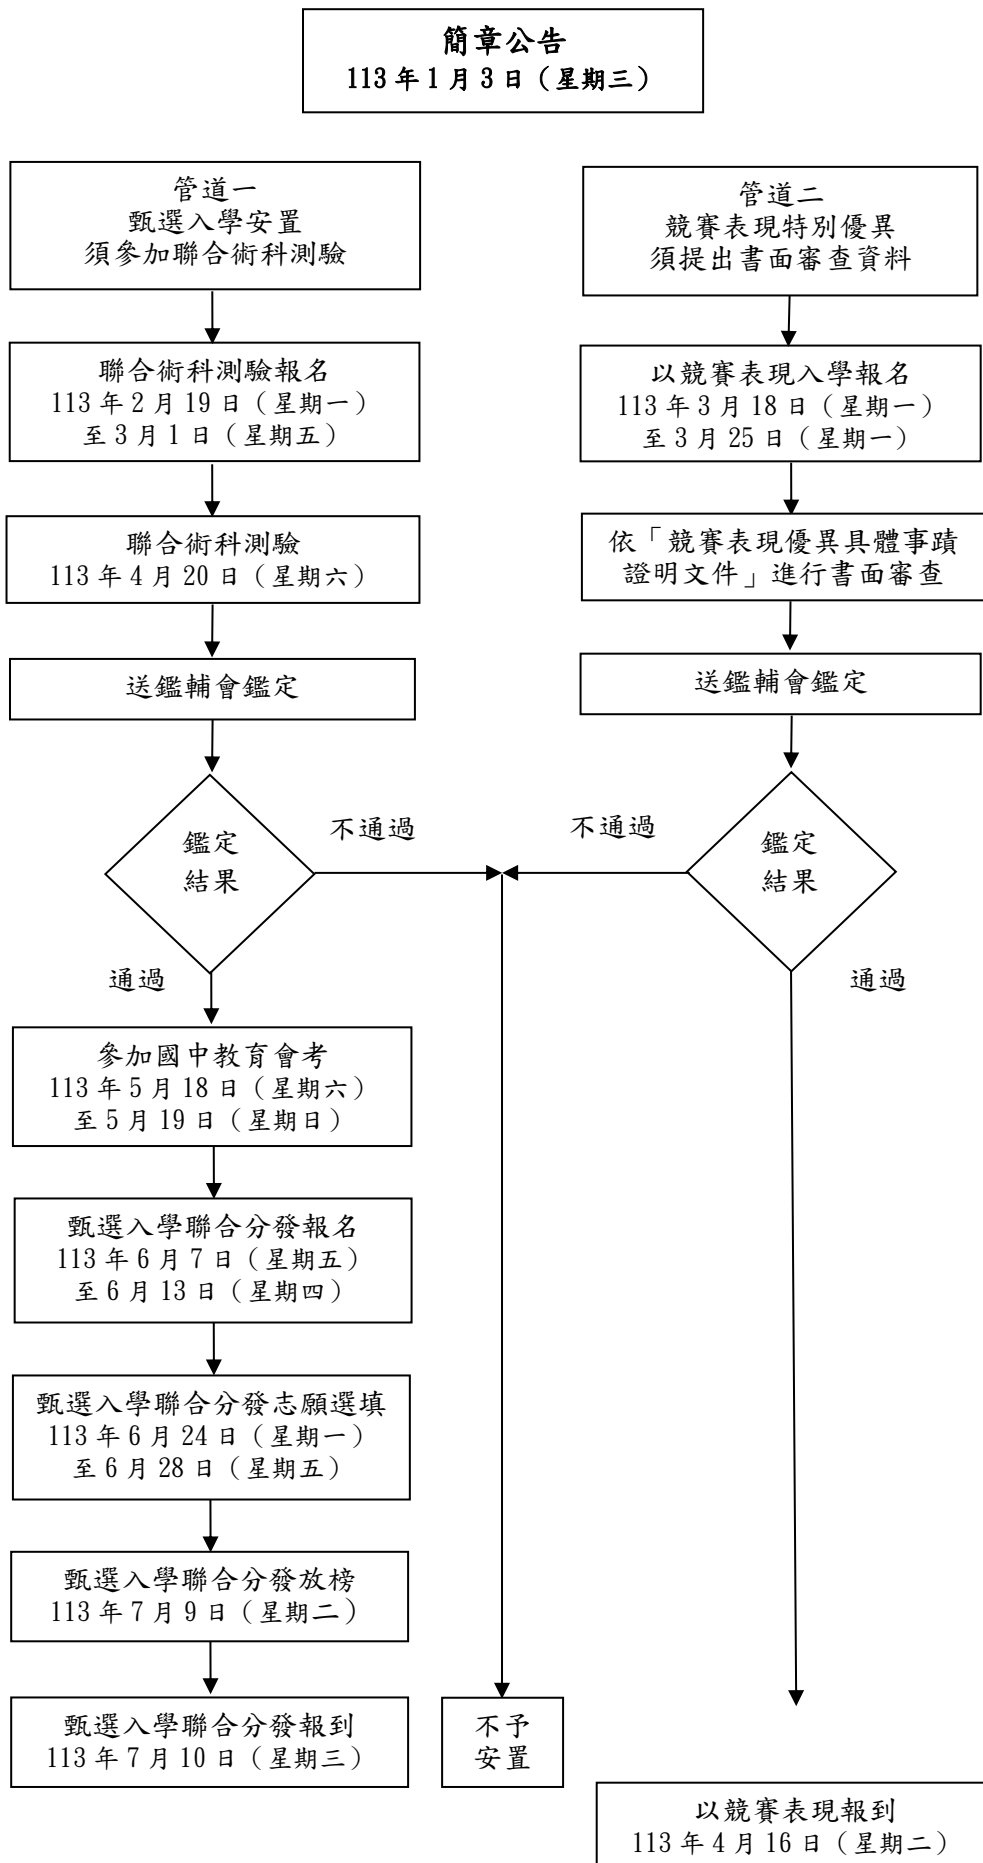 簡章公告
113 年 1 月 3 日（星期三）
管道一
甄選入學安置
須參加聯合術科測驗
聯合術科測驗報名
113 年 2 月 19 日（星期一）
至 3 月 1 日（星期五）
聯合術科測驗
113 年 4 月 20 日（星期六）
送鑑輔會鑑定
鑑定
結果
不通過
通過
參加國中教育會考
113 年 5 月 18 日（星期六）
至 5 月 19 日（星期日）
甄選入學聯合分發報名
113 年 6 月 7 日（星期五）
至 6 月 13 日（星期四）
甄選入學聯合分發志願選填
113 年 6 月 24 日（星期一）
至 6 月 28 日（星期五）
甄選入學聯合分發放榜
113 年 7 月 9 日（星期二）
甄選入學聯合分發報到
113 年 7 月 10 日（星期三）
管道二
競賽表現特別優異
須提出書面審查資料
以競賽表現入學報名
113 年 3 月 18 日（星期一）
至 3 月 25 日（星期一）
依「競賽表現優異具體事蹟
證明文件」進行書面審查
送鑑輔會鑑定
鑑定
結果
不通過
通過
不予
安置
以競賽表現報到
113 年 4 月 16 日（星期二）